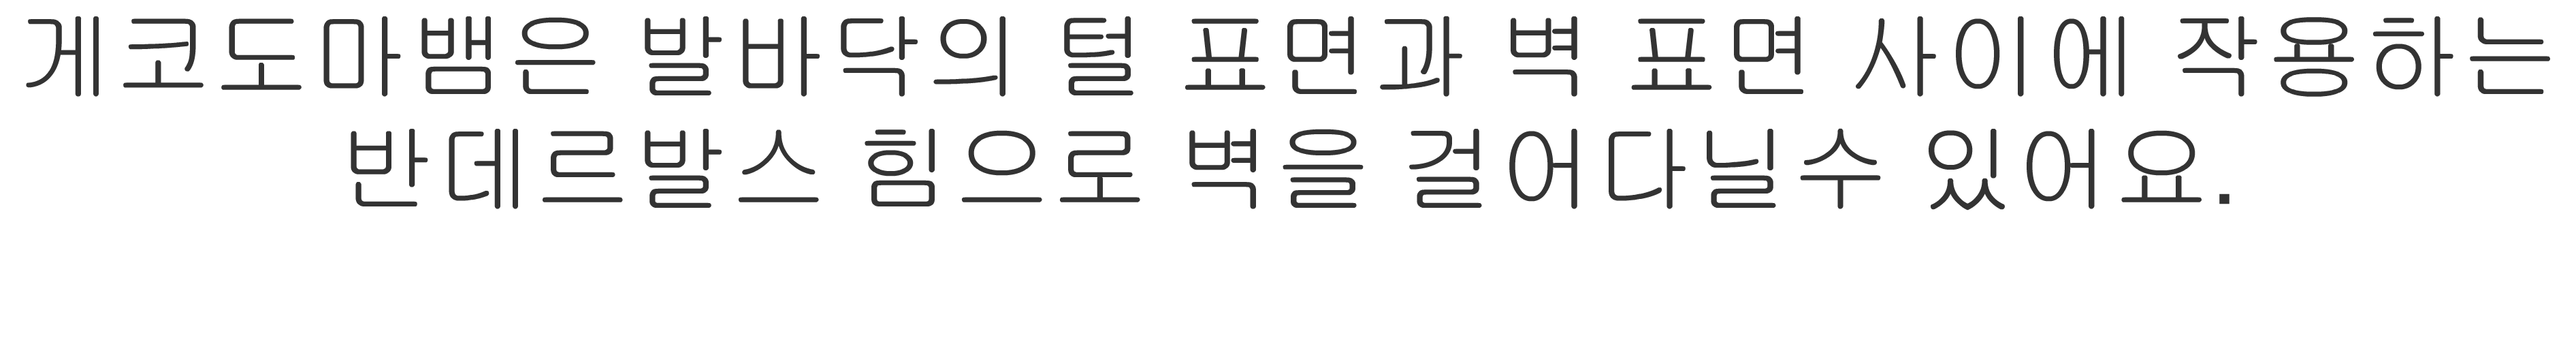 게코도마뱀은 발바닥의 털 표면과 벽 표면 사이에 작용하는
반데르발스 힘으로 벽을 걸어다닐수 있어요.